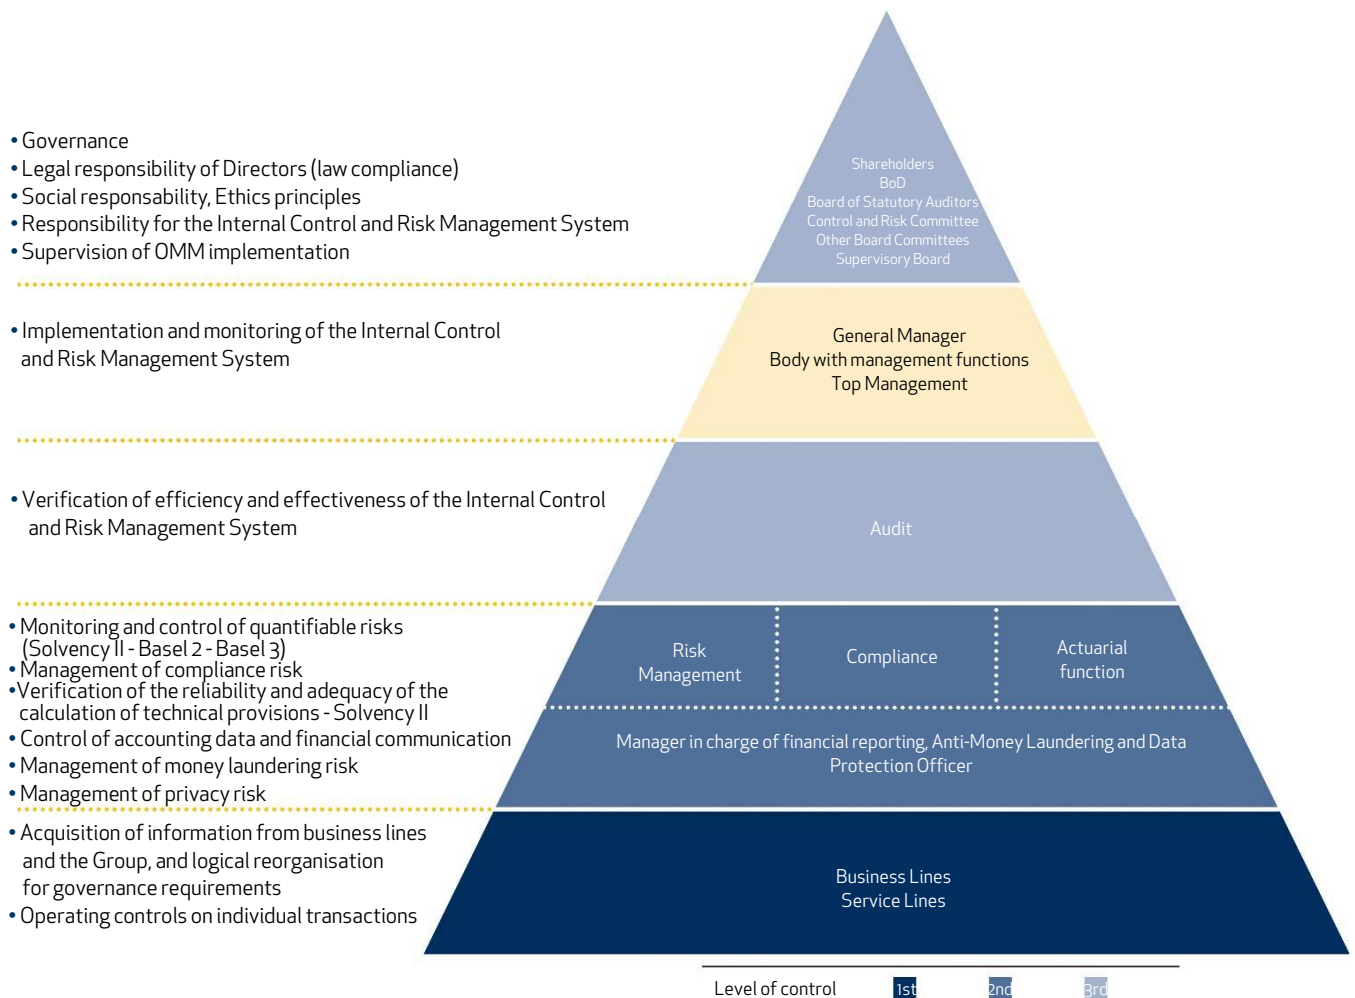 • Governance
• Legal responsibility of Directors (law compliance)
• Social responsability, Ethics principles
• Responsibility for the Internal Control and Risk Management System
• Supervision of OMM implementation
Shareholders
BoD
Board of Statutory Auditors
Control and Risk Committee
Other Board Committees
Supervisory Board
• Implementation and monitoring of the Internal Control
and Risk Management System
General Manager
Body with management functions
Top Management
• Verification of efficiency and effectiveness of the Internal Control
and Risk Management System
Audit
• Monitoring and control of quantifiable risks
(Solvency II - Basel 2 - Basel 3)
• Management of compliance risk
•Verification of the reliability and adequacy of the
calculation of technical provisions - Solvency II
• Control of accounting data and financial communication
• Management of money laundering risk
• Management of privacy risk
Risk
Management
Compliance
Actuarial
function
Manager in charge of financial reporting, Anti-Money Laundering and Data
Protection Officer
• Acquisition of information from business lines
and the Group, and logical reorganisation
for governance requirements
• Operating controls on individual transactions
Business Lines
Service Lines
Level of control 1st 2nd 3rd